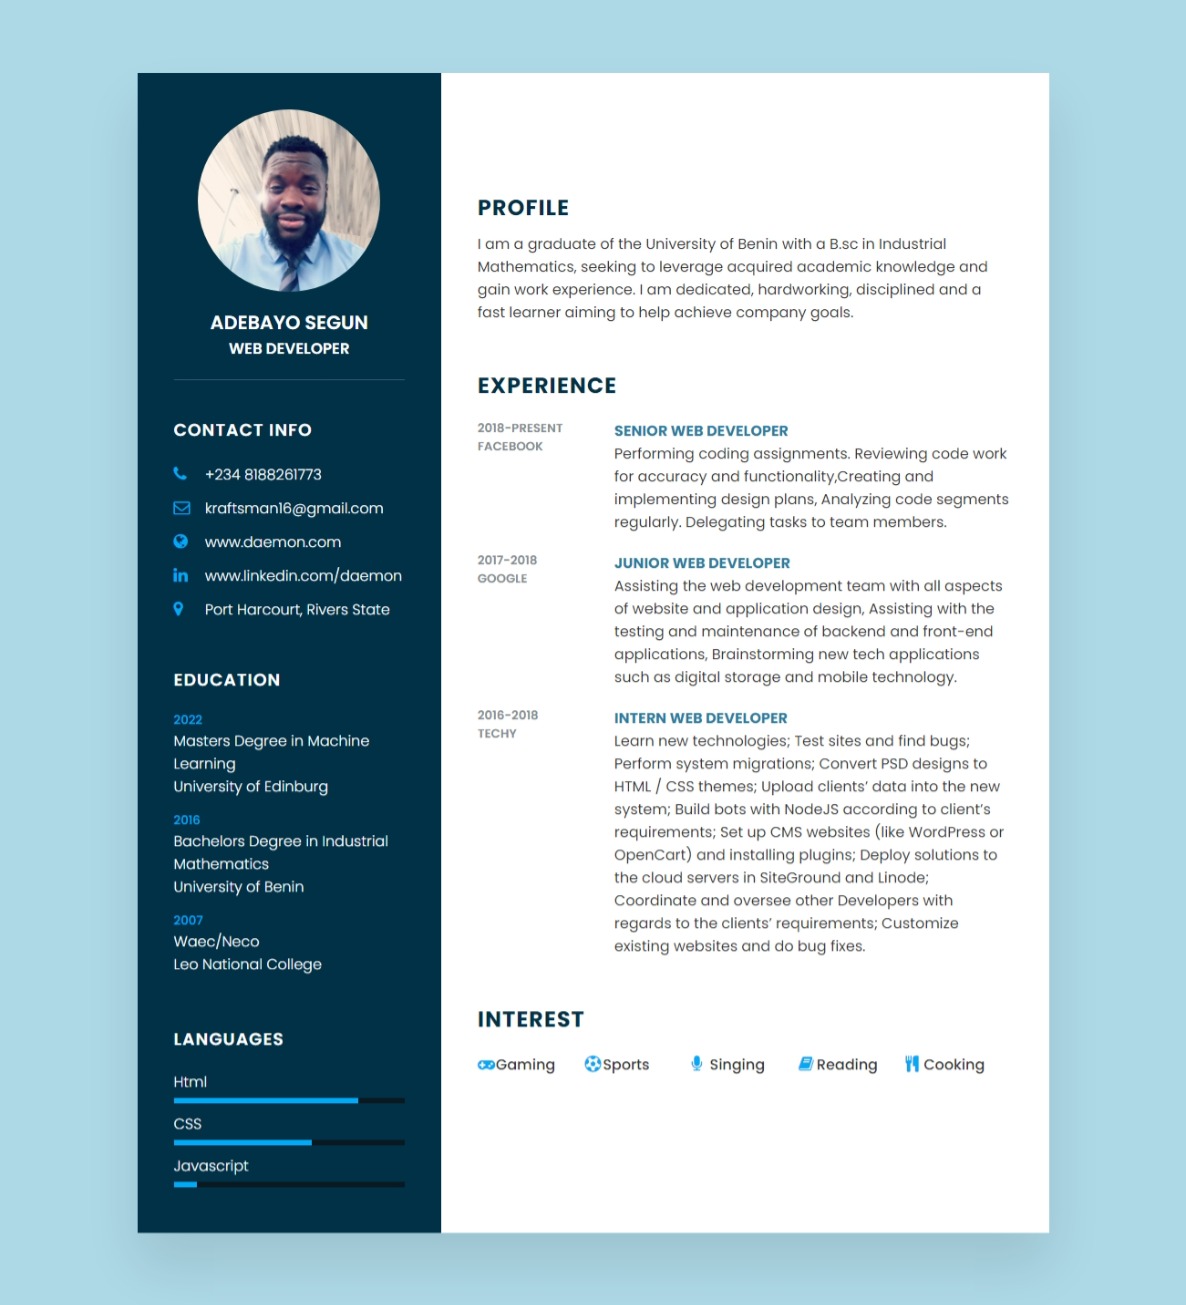 ADEBAYO SEGUN
WEB DEVELOPER
CONTACT INFO
+234 8188261773
kraftsman16@gmail.com
www.daemon.com
www.linkedin.com/daemon
Port Harcourt, Rivers State
EDUCATION
2022
Masters Degree in Machine
Learning
University of Edinburg
2016
Bachelors Degree in Industrial
Mathematics
University of Benin
2007
Waec/Neco
Leo National College
LANGUAGES
Html
CSS
Javascript
PROFILE
I am a graduate of the University of Benin with a B.sc in Industrial
Mathematics, seeking to leverage acquired academic knowledge and
gain work experience. I am dedicated, hardworking, disciplined and a
fast learner aiming to help achieve company goals.
EXPERIENCE
2018-PRESENT
FACEBOOK
SENIOR WEB DEVELOPER
Performing coding assignments. Reviewing code work
for accuracy and functionality,Creating and
implementing design plans, Analyzing code segments
regularly. Delegating tasks to team members.
2017-2018
GOOGLE
JUNIOR WEB DEVELOPER
Assisting the web development team with all aspects
of website and application design, Assisting with the
testing and maintenance of backend and front-end
applications, Brainstorming new tech applications
such as digital storage and mobile technology.
2016-2018
TECHY
INTERN WEB DEVELOPER
Learn new technologies; Test sites and find bugs;
Perform system migrations; Convert PSD designs to
HTML / CSS themes; Upload clients’ data into the new
system; Build bots with NodeJS according to client’s
requirements; Set up CMS websites (like WordPress or
OpenCart) and installing plugins; Deploy solutions to
the cloud servers in SiteGround and Linode;
Coordinate and oversee other Developers with
regards to the clients’ requirements; Customize
existing websites and do bug fixes.
INTEREST
Gaming Sports Singing Reading Cooking